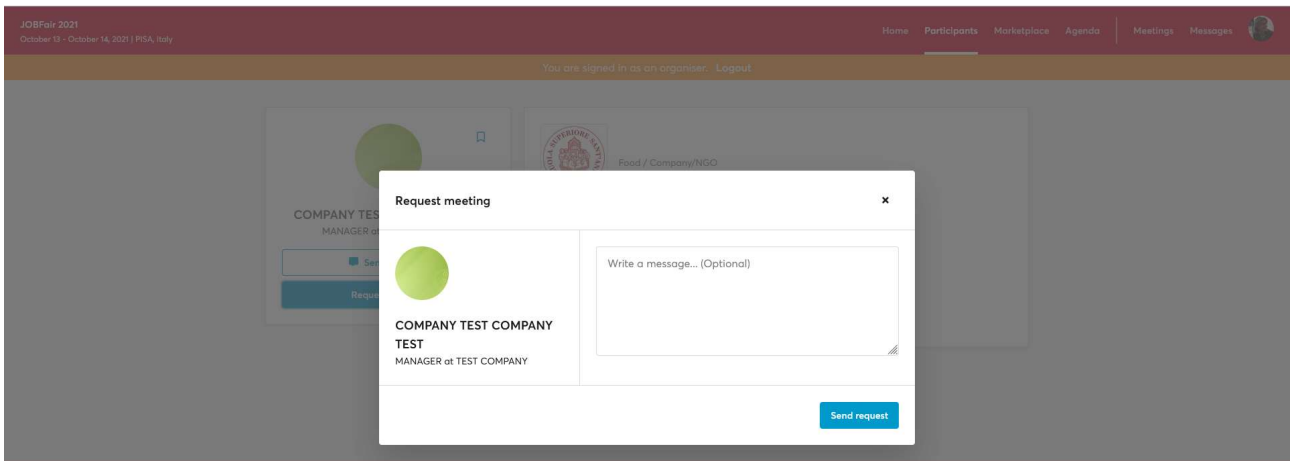 JOBFair 2021
October 13 - October 14, 2021 | PISA, Italy
Home Participants Marketplace Agenda Meetings Messages
You are signed in as an organiser. Logout
Food / Company/NGO
COMPANY TES
MANAGER at
Sen
Reque
Request meeting
×
COMPANY TEST COMPANY
TEST
MANAGER at TEST COMPANY
Write a message... (Optional)
Send request